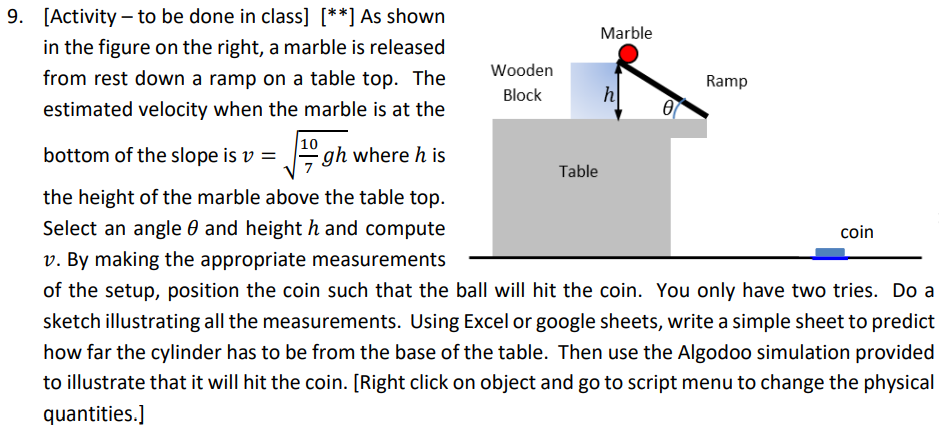 9. [Activity – to be done in class] [**] As shown
in the figure on the right, a marble is released
from rest down a ramp on a table top. The
estimated velocity when the marble is at the
bottom of the slope is v = √(10/7 gh) where h is
the height of the marble above the table top.
Select an angle θ and height h and compute
v. By making the appropriate measurements
of the setup, position the coin such that the ball will hit the coin. You only have two tries. Do a
sketch illustrating all the measurements. Using Excel or google sheets, write a simple sheet to predict
how far the cylinder has to be from the base of the table. Then use the Algodoo simulation provided
to illustrate that it will hit the coin. [Right click on object and go to script menu to change the physical
quantities.]
Marble
Wooden
Block
h
θ
Ramp
Table
coin